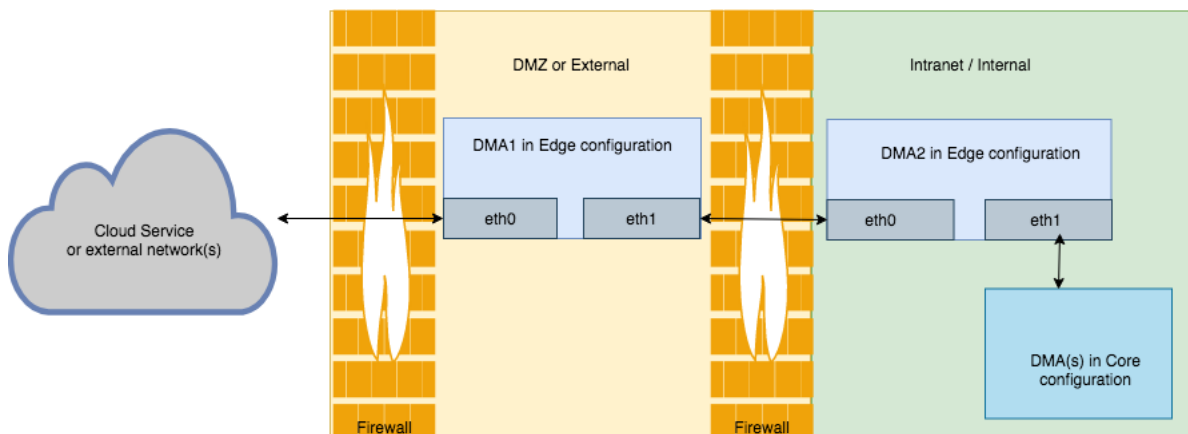 DMZ or External
Intranet / Internal
DMA1 in Edge configuration
DMA2 in Edge configuration
eth0
eth1
eth0
eth1
Cloud Service
or external network(s)
DMA(s) in Core
configuration
Firewall
Firewall